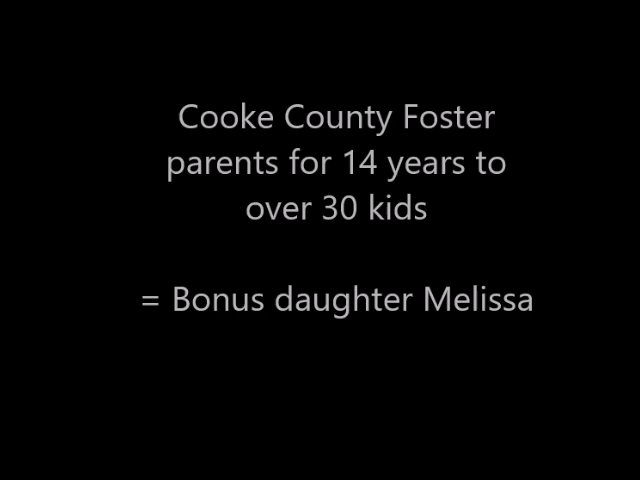 Cooke County Foster
parents for 14 years to
over 30 kids
= Bonus daughter Melissa